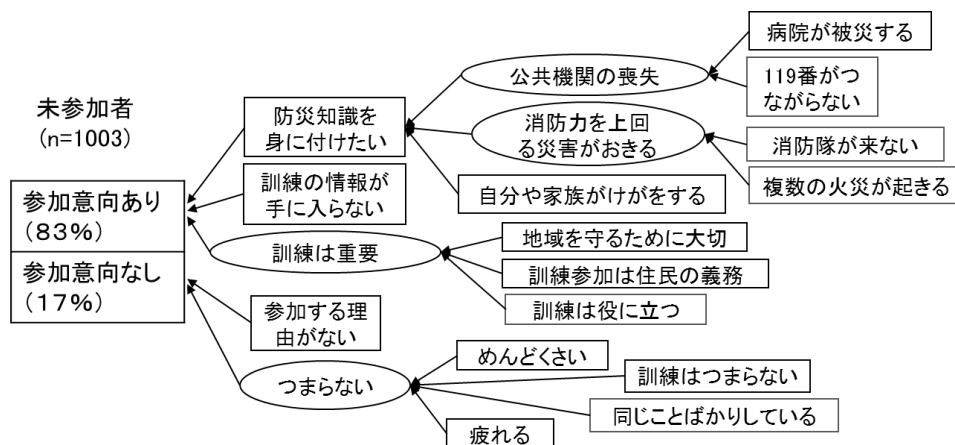 未参加者
(n=1003)
参加意向あり
(83%)
参加意向なし
(17%)
防災知識を
身に付けたい
訓練の情報が
手に入らない
訓練は重要
参加する理
由がない
つまらない
公共機関の喪失
消防力を上回
る災害がおきる
自分や家族がけがをする
地域を守るために大切
訓練参加は住民の義務
訓練は役に立つ
めんどくさい
訓練はつまらない
同じことばかりしている
疲れる
病院が被災する
119番がつ
ながらない
消防隊が来ない
複数の火災が起きる